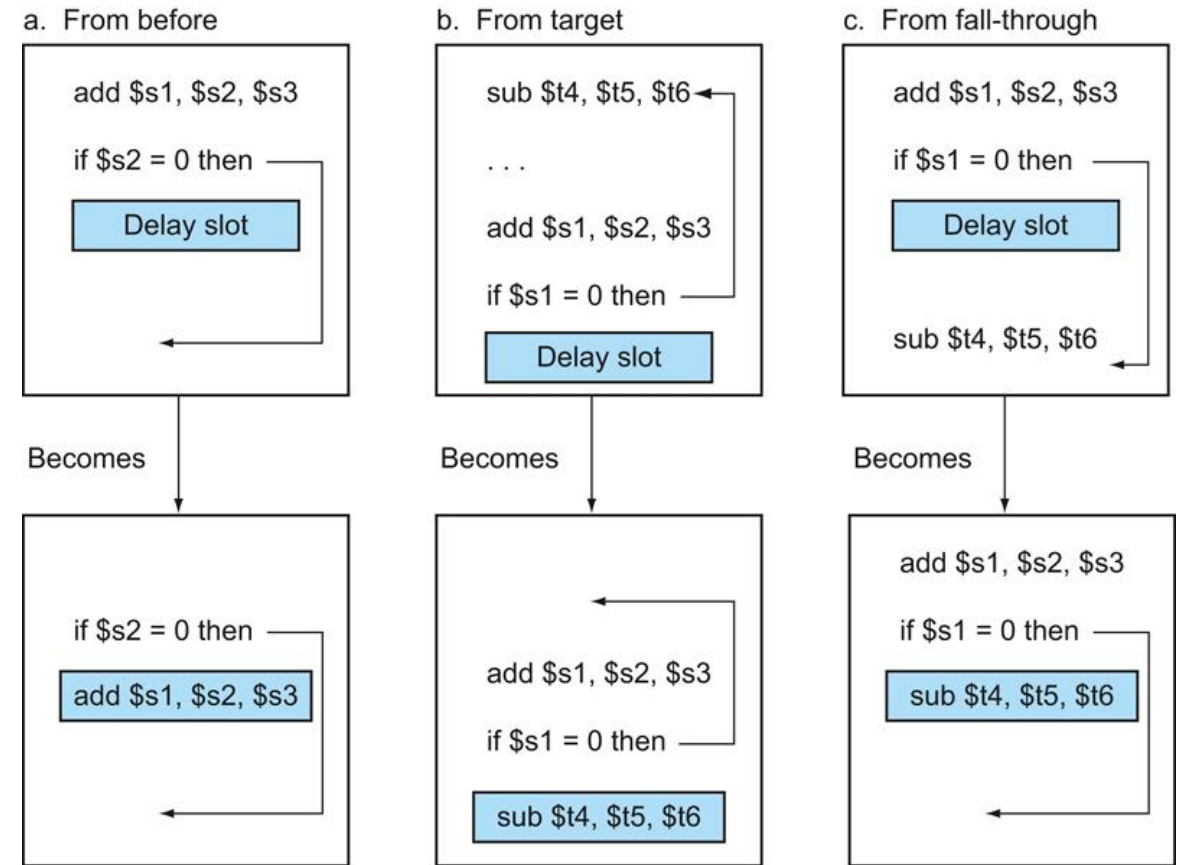 a. From before
add $s1, $s2, $s3
if $s2 = 0 then
Delay slot
Becomes
if $s2 = 0 then
add $s1, $s2, $s3
b. From target
sub $t4, $t5, $t6
. . .
add $s1, $s2, $s3
if $s1 = 0 then
Delay slot
Becomes
add $s1, $s2, $s3
if $s1 = 0 then
sub $t4, $t5, $t6
c. From fall-through
add $s1, $s2, $s3
if $s1 = 0 then
Delay slot
sub $t4, $t5, $t6
Becomes
add $s1, $s2, $s3
if $s1 = 0 then
sub $t4, $t5, $t6